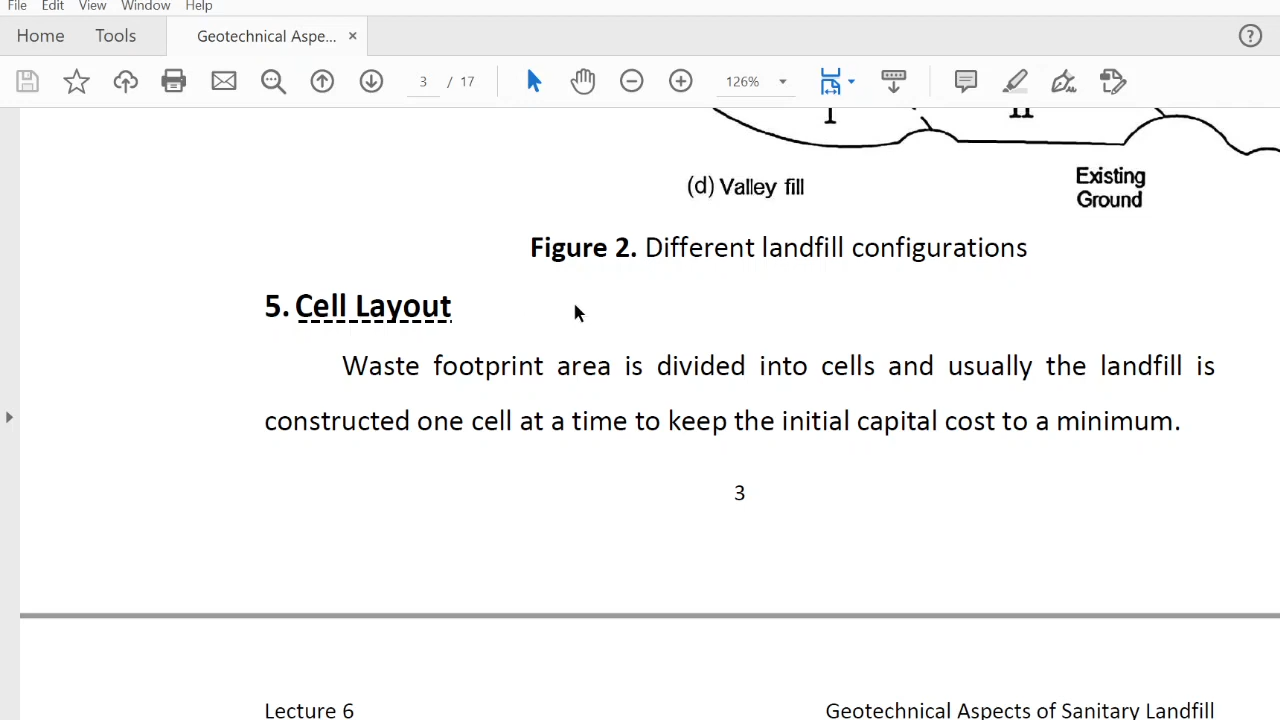 File Edit View Window Help
Home Tools Geotechnical Aspe... ×
3 / 17 126%
I II
(d) Valley fill
Existing
Ground
Figure 2. Different landfill configurations
5. Cell Layout
Waste footprint area is divided into cells and usually the landfill is
constructed one cell at a time to keep the initial capital cost to a minimum.
3
Lecture 6 Geotechnical Aspects of Sanitary Landfill